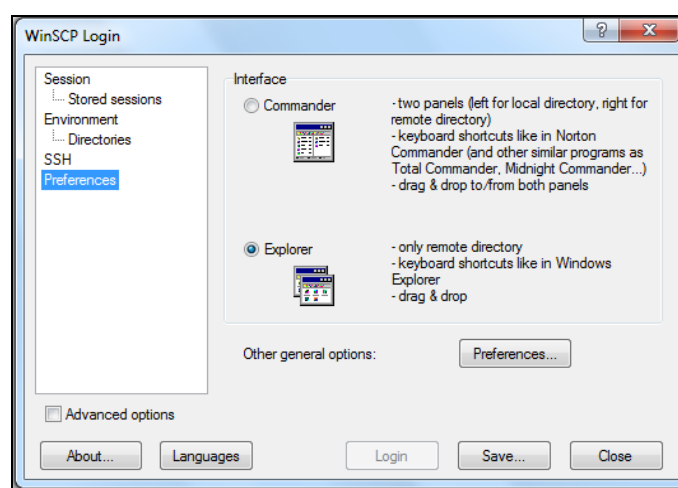 WinSCP Login
Session
Stored sessions
Environment
Directories
SSH
Preferences
Interface
Commander
- two panels (left for local directory, right for
remote directory)
- keyboard shortcuts like in Norton
Commander (and other similar programs as
Total Commander, Midnight Commander...)
- drag & drop to/from both panels
Explorer
- only remote directory
- keyboard shortcuts like in Windows
Explorer
- drag & drop
Other general options:
Preferences...
Advanced options
About...
Languages
Login
Save...
Close